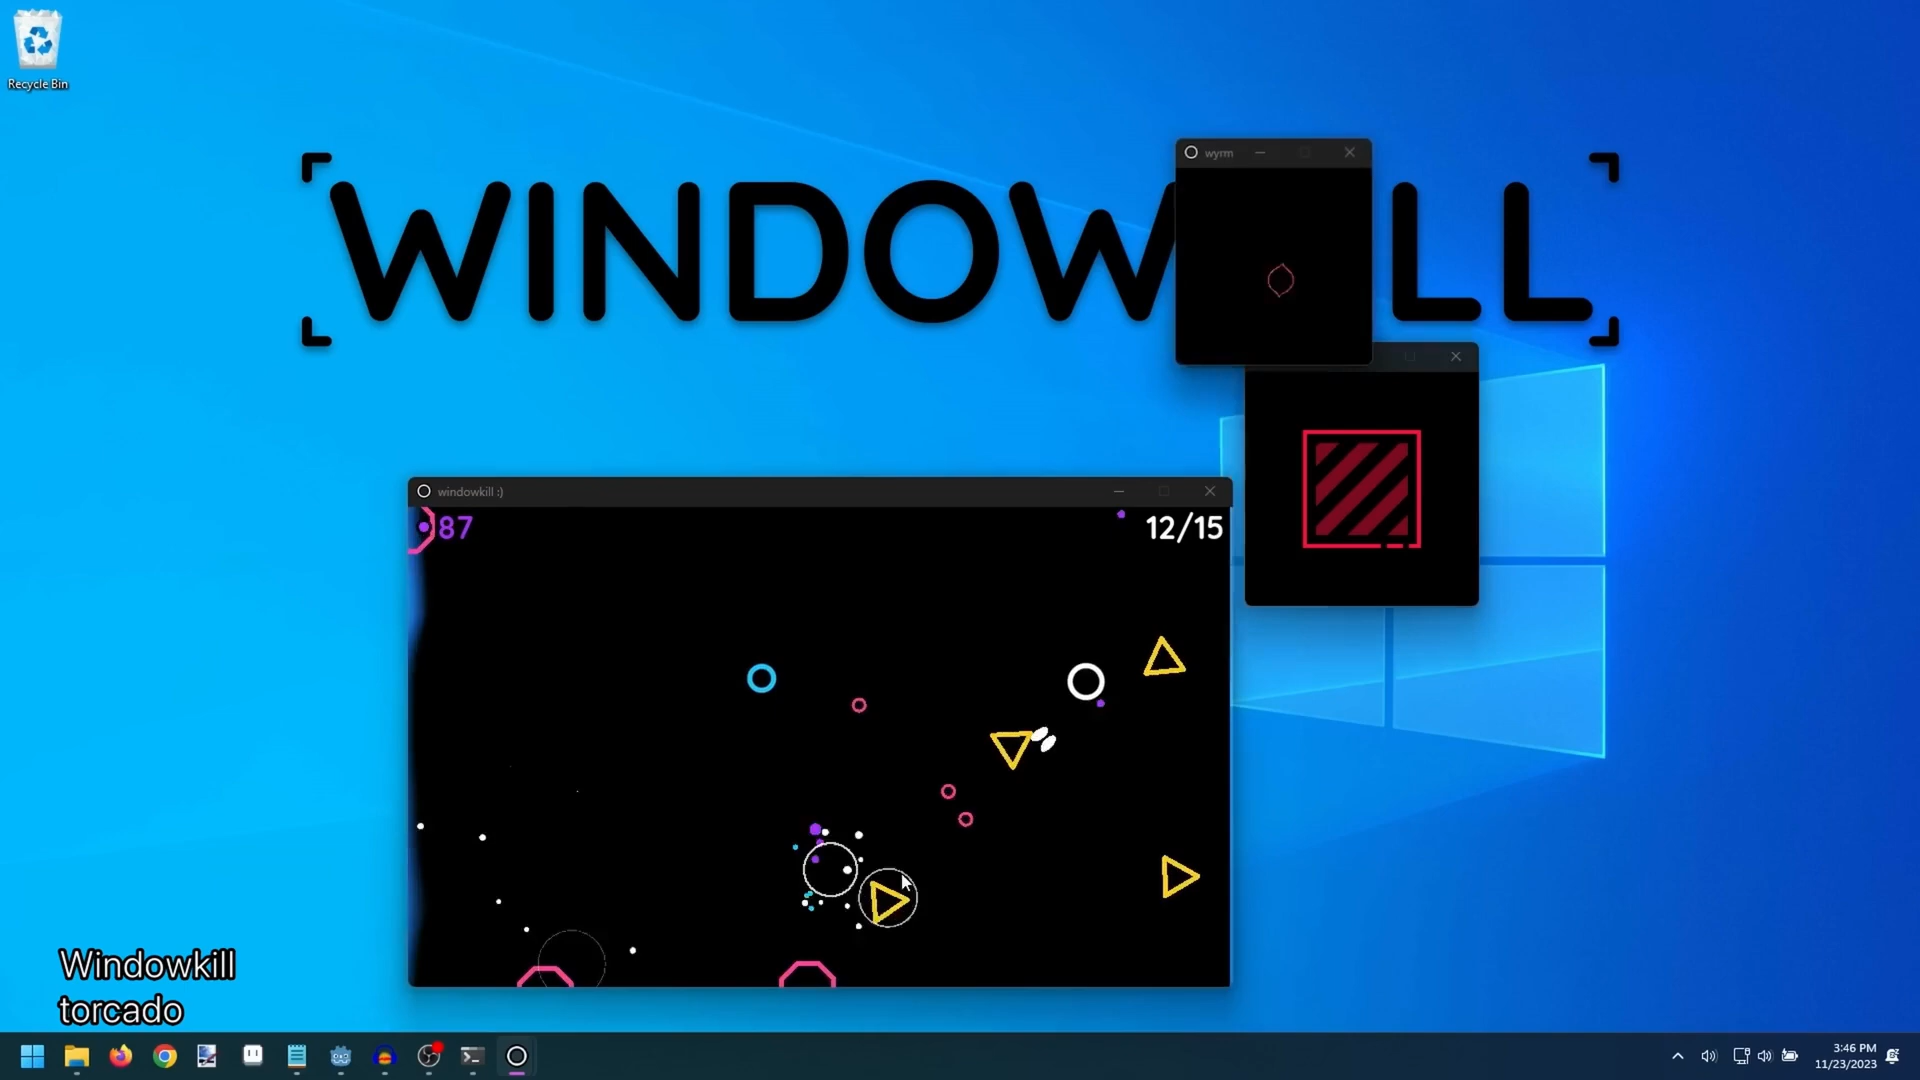 Recycle Bin
WINDOW LL
wyrm
windowkill :)
87
12/15
Windowkill
torcado
3:46 PM
11/23/2023